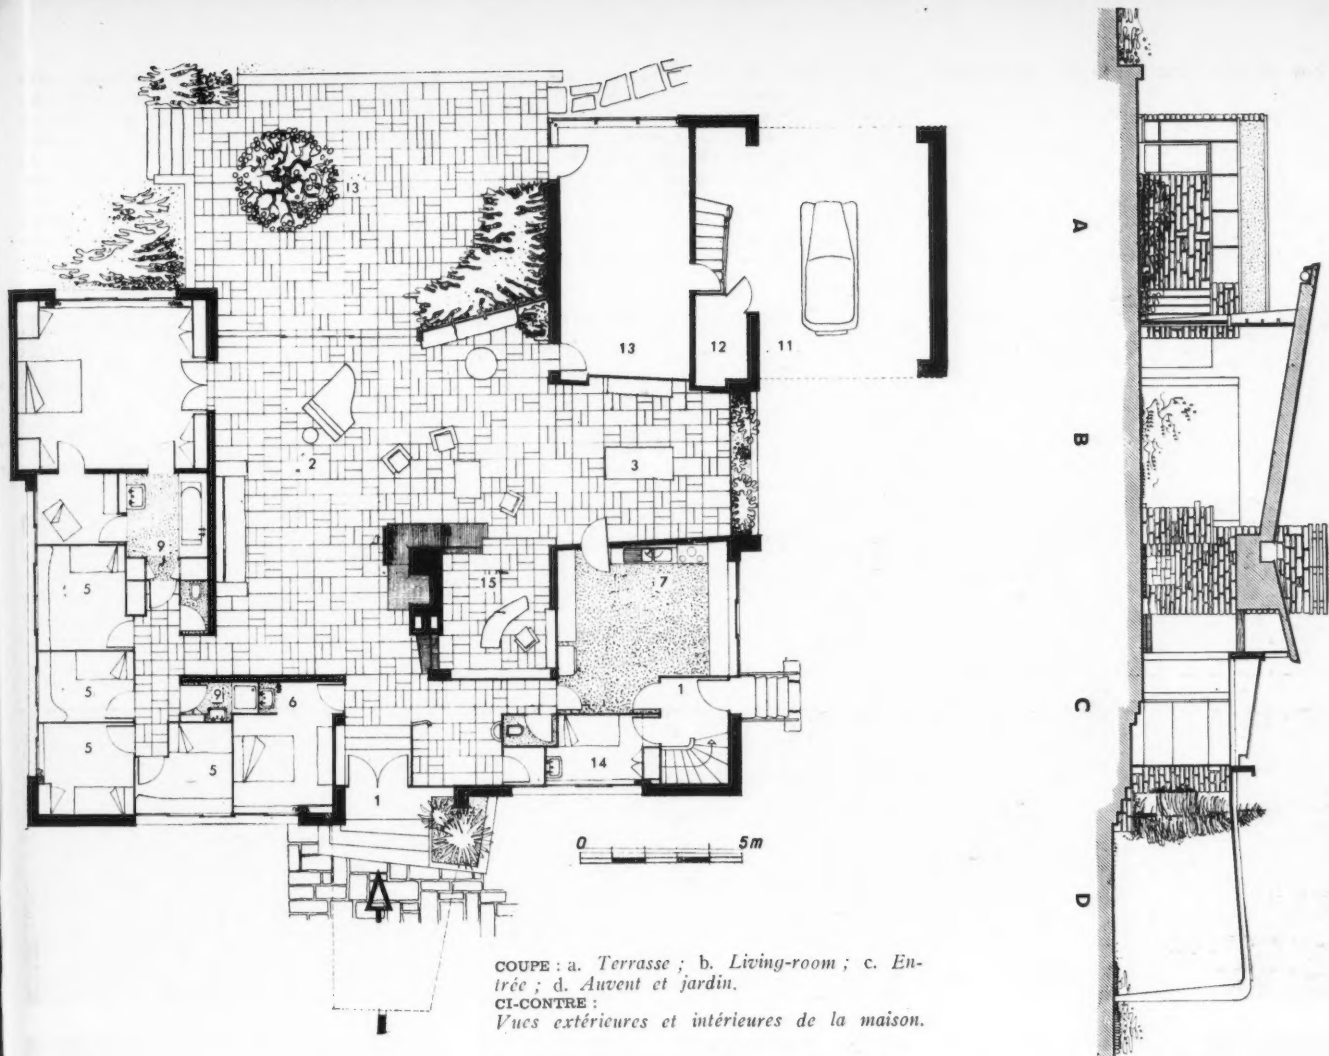 13
13
12
11
2
3
9
5
15
7
5
9
6
1
5
5
14
1
0 5m
A
B
C
D
COUPE : a. Terrasse ; b. Living-room ; c. En-
trée ; d. Auvent et jardin.
CI-CONTRE :
Vues extérieures et intérieures de la maison.